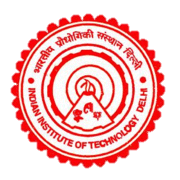 भारतीय प्रौद्योगिकी संस्थान दिल्ली
INDIAN INSTITUTE OF TECHNOLOGY DELHI